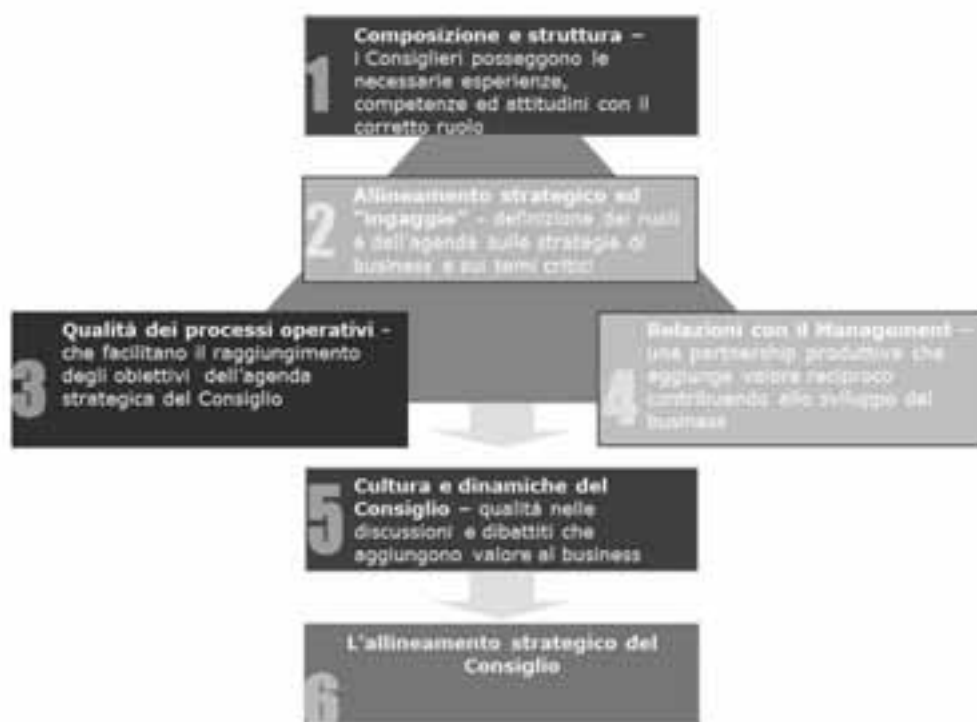 1
Composizione e struttura –
I Consiglieri posseggono le
necessarie esperienze,
competenze ed attitudini con il
corretto ruolo
2
Allineamento strategico ed
"ingaggio" – definizione dei ruoli
e dell'agenda sulle strategie di
business e sui temi critici
3
Qualità dei processi operativi –
che facilitano il raggiungimento
degli obiettivi dell'agenda
strategica del Consiglio
4
Relazioni con il Management –
una partnership produttiva che
aggiunge valore reciproco
contribuendo allo sviluppo del
business
5
Cultura e dinamiche del
Consiglio – qualità nelle
discussioni e dibattiti che
aggiungono valore al business
6
L'allineamento strategico del
Consiglio